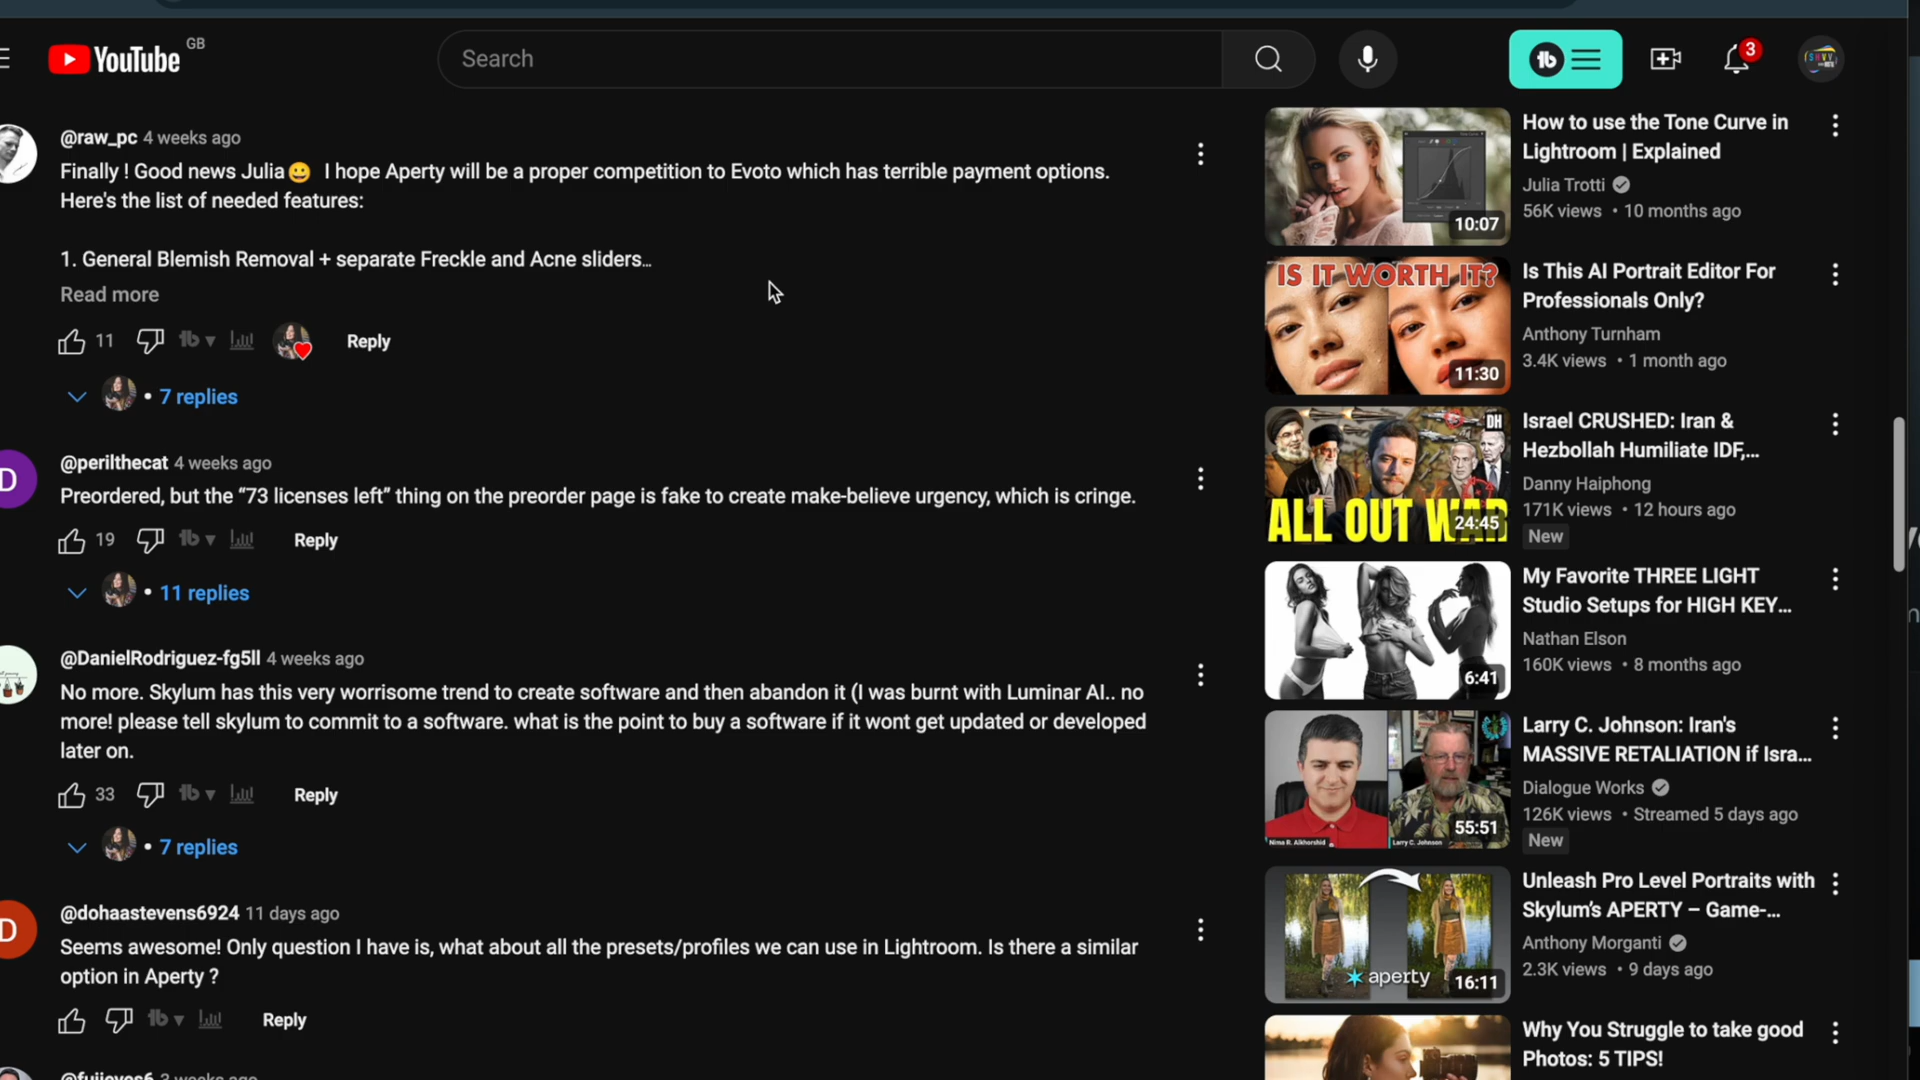 YouTube GB
Search
3
@raw_pc 4 weeks ago
Finally ! Good news Julia😀 I hope Aperty will be a proper competition to Evoto which has terrible payment options.
Here's the list of needed features:
1. General Blemish Removal + separate Freckle and Acne sliders…
Read more
11
Reply
• 7 replies
D
@perilthecat 4 weeks ago
Preordered, but the “73 licenses left” thing on the preorder page is fake to create make-believe urgency, which is cringe.
19
Reply
• 11 replies
@DanielRodriguez-fg5ll 4 weeks ago
No more. Skylum has this very worrisome trend to create software and then abandon it (I was burnt with Luminar AI.. no
more! please tell skylum to commit to a software. what is the point to buy a software if it wont get updated or developed
later on.
33
Reply
• 7 replies
D
@dohaastevens6924 11 days ago
Seems awesome! Only question I have is, what about all the presets/profiles we can use in Lightroom. Is there a similar
option in Aperty ?
Reply
10:07
How to use the Tone Curve in
Lightroom | Explained
Julia Trotti
56K views • 10 months ago
IS IT WORTH IT?
11:30
Is This AI Portrait Editor For
Professionals Only?
Anthony Turnham
3.4K views • 1 month ago
DH
ALL OUT WAR
24:45
Israel CRUSHED: Iran &
Hezbollah Humiliate IDF,...
Danny Haiphong
171K views • 12 hours ago
New
6:41
My Favorite THREE LIGHT
Studio Setups for HIGH KEY...
Nathan Elson
160K views • 8 months ago
Nima R. Alkhorshid
Larry C. Johnson
55:51
Larry C. Johnson: Iran's
MASSIVE RETALIATION if Isra...
Dialogue Works
126K views • Streamed 5 days ago
New
aperty
16:11
Unleash Pro Level Portraits with
Skylum’s APERTY – Game-...
Anthony Morganti
2.3K views • 9 days ago
Why You Struggle to take good
Photos: 5 TIPS!